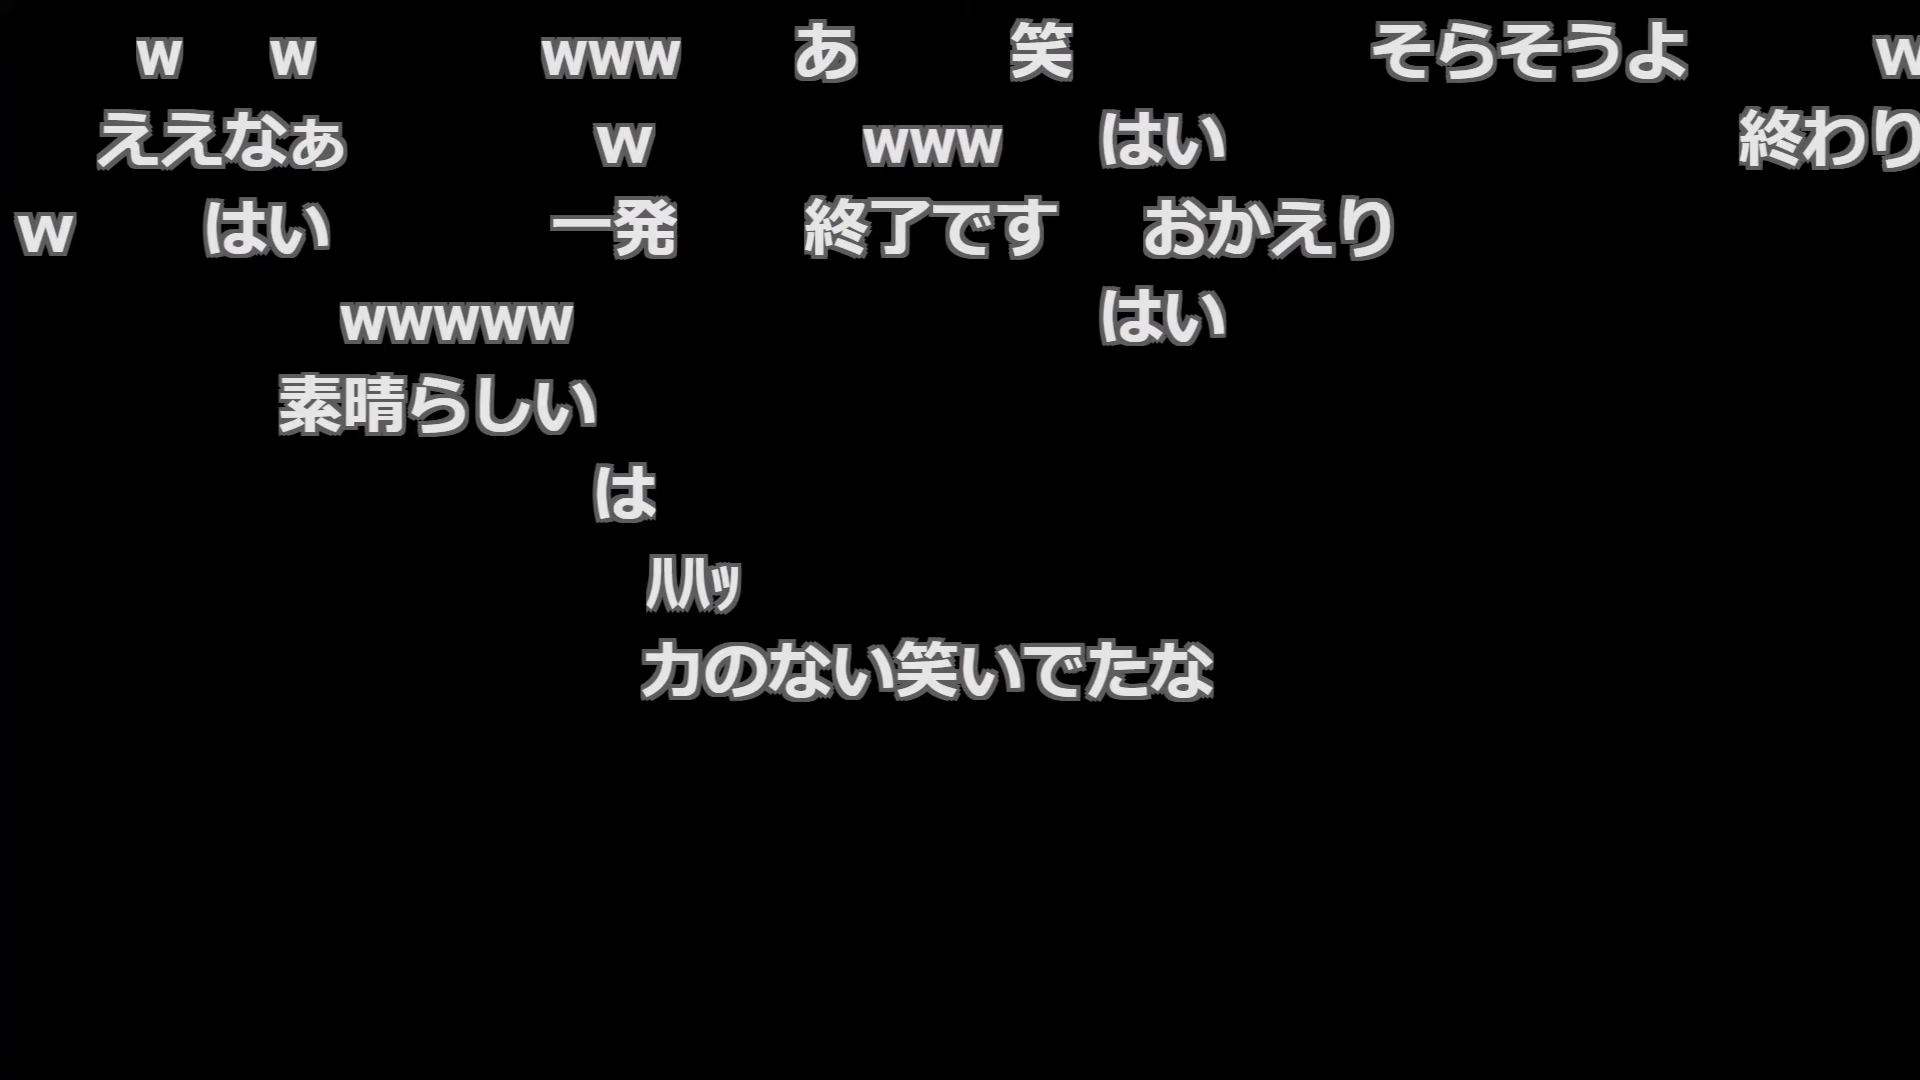 w w www あ 笑 そらそうよ w
ええなぁ w www はい 終わり
w はい 一発 終了です おかえり
wwwww はい
素晴らしい
は
ﾊﾊｯ
力のない笑いでたな